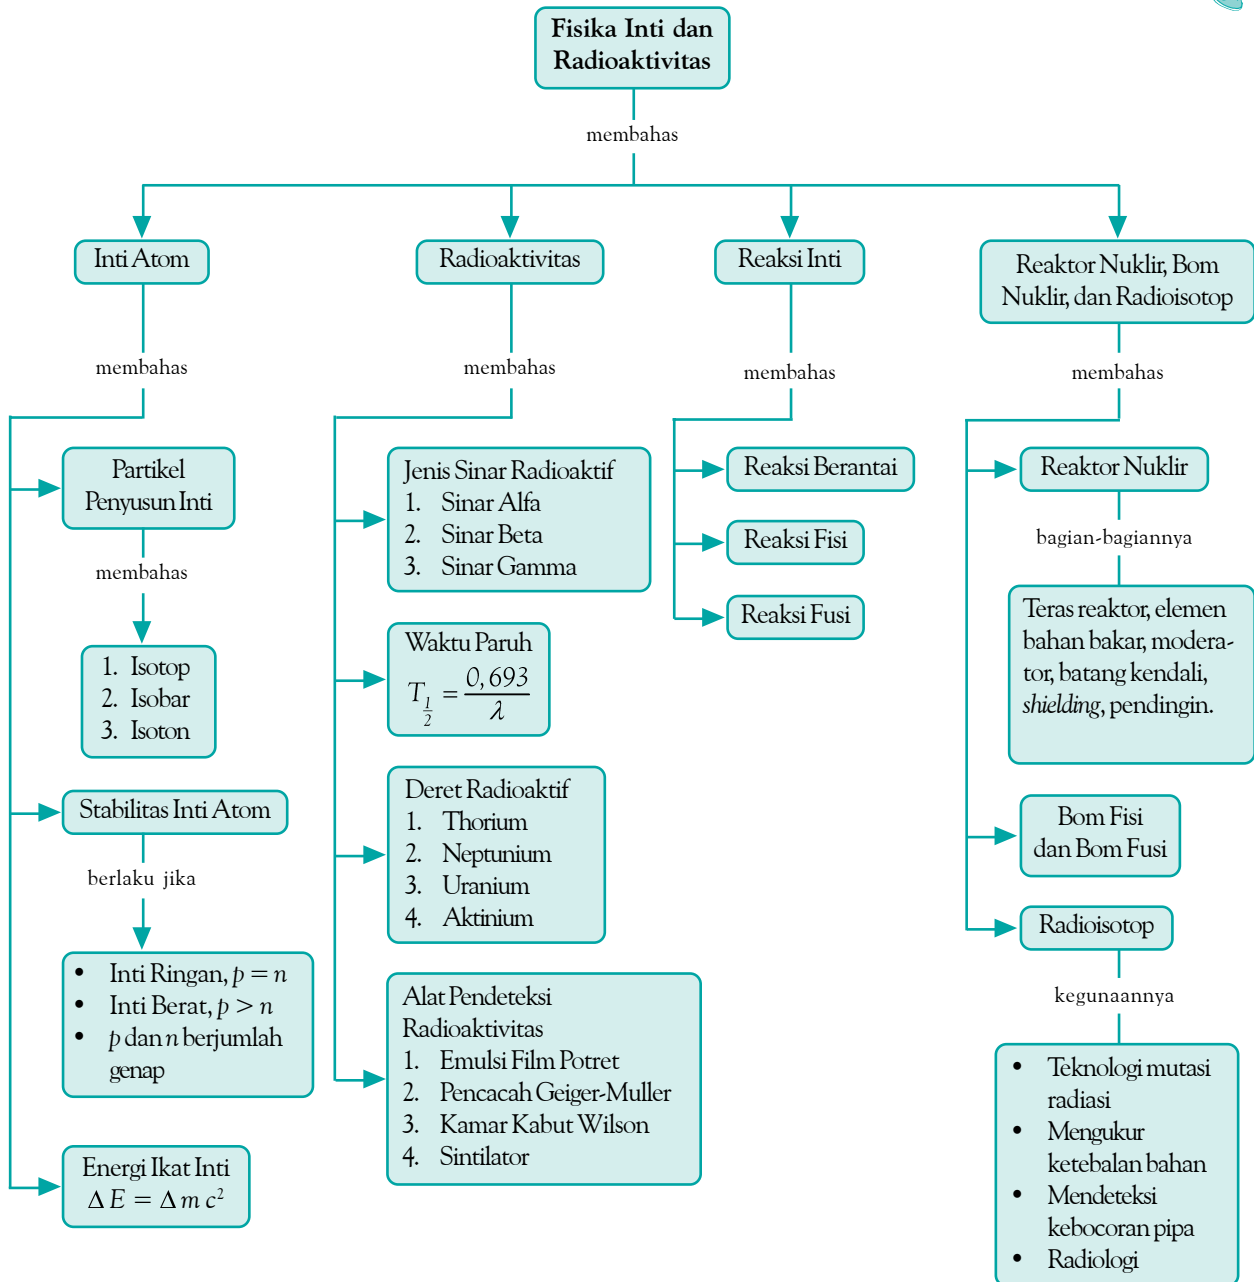 Fisika Inti dan
Radioaktivitas
membahas
Inti Atom
membahas
Partikel
Penyusun Inti
membahas
1. Isotop
2. Isobar
3. Isoton
Stabilitas Inti Atom
berlaku jika
• Inti Ringan, p = n
• Inti Berat, p > n
• p dan n berjumlah
genap
Energi Ikat Inti
Δ E = Δ m c²
Radioaktivitas
membahas
Jenis Sinar Radioaktif
1. Sinar Alfa
2. Sinar Beta
3. Sinar Gamma
Waktu Paruh
T_{1/2} = 0,693/λ
Deret Radioaktif
1. Thorium
2. Neptunium
3. Uranium
4. Aktinium
Alat Pendeteksi
Radioaktivitas
1. Emulsi Film Potret
2. Pencacah Geiger-Muller
3. Kamar Kabut Wilson
4. Sintilator
Reaksi Inti
membahas
Reaksi Berantai
Reaksi Fisi
Reaksi Fusi
Reaktor Nuklir, Bom
Nuklir, dan Radioisotop
membahas
Reaktor Nuklir
bagian-bagiannya
Teras reaktor, elemen
bahan bakar, modera-
tor, batang kendali,
shielding, pendingin.
Bom Fisi
dan Bom Fusi
Radioisotop
kegunaannya
• Teknologi mutasi
radiasi
• Mengukur
ketebalan bahan
• Mendeteksi
kebocoran pipa
• Radiologi